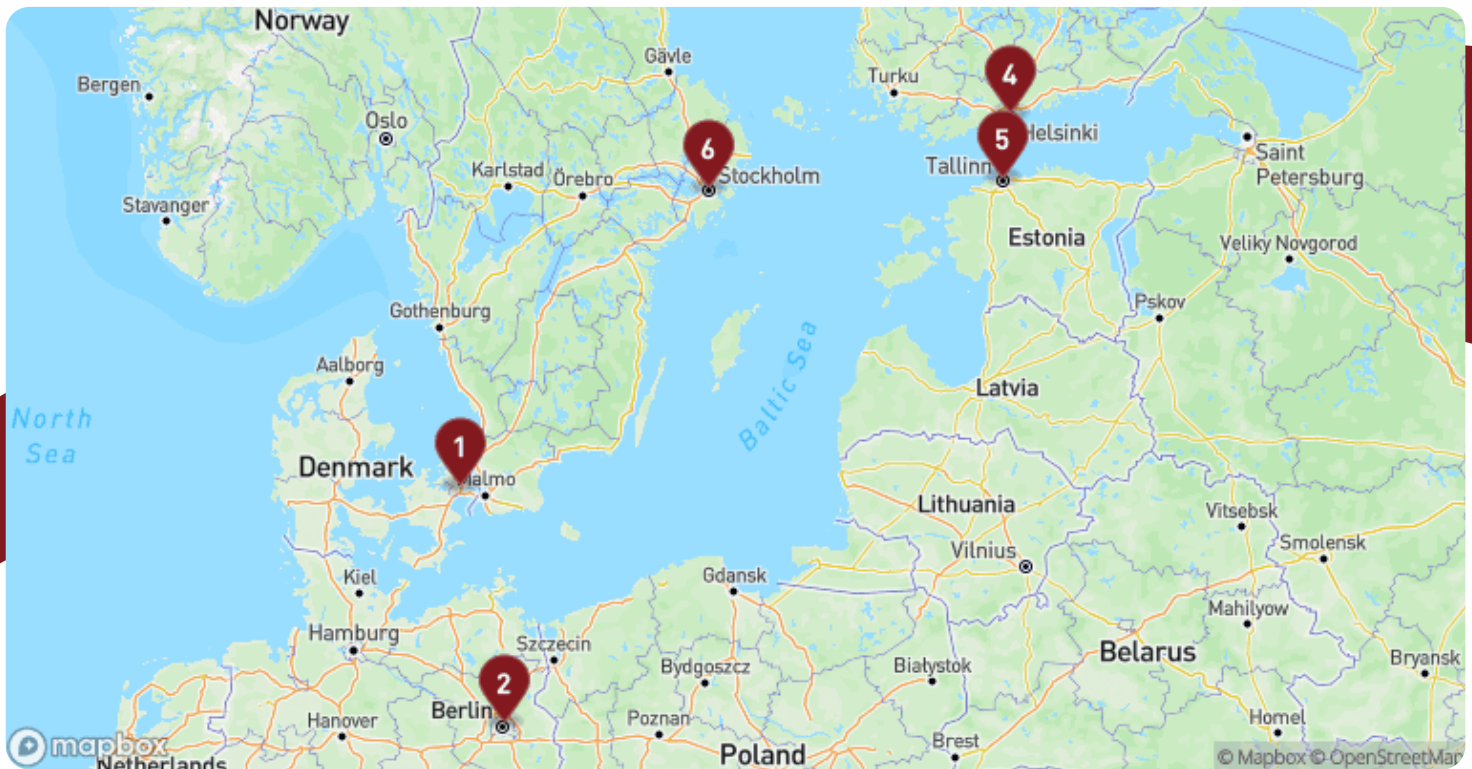 Norway
Gävle
Bergen
Turku
4
Oslo
Helsinki
5
6
Saint
Petersburg
Tallinn
Karlstad
Örebro
Stockholm
Stavanger
Estonia
Veliky Novgorod
Pskov
Gothenburg
Aalborg
Baltic Sea
Latvia
North
Sea
1
Denmark
Malmo
Lithuania
Vitsebsk
Smolensk
Vilnius
Kiel
Gdansk
Mahilyow
Hamburg
Szczecin
Belarus
Bydgoszcz
Białystok
Bryansk
2
Berlin
Hanover
Poznan
Homel
Brest
Poland
mapbox
Netherlands
© Mapbox © OpenStreetMap